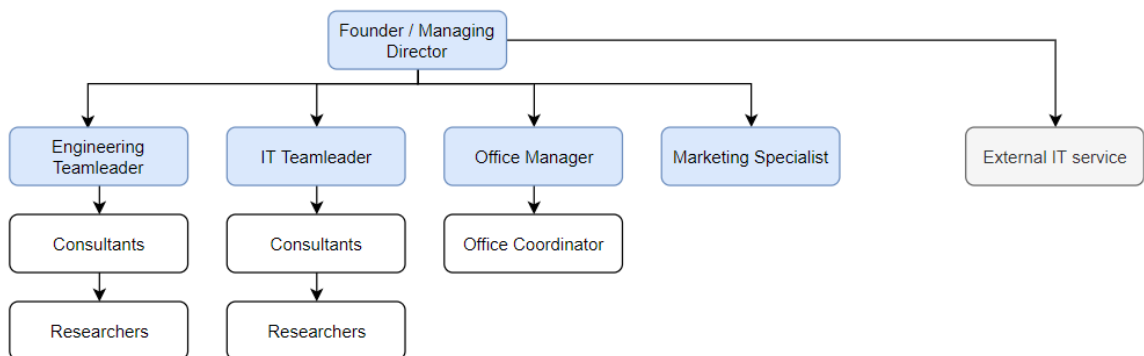 Founder / Managing
Director
Engineering
Teamleader
IT Teamleader
Office Manager
Marketing Specialist
External IT service
Consultants
Consultants
Office Coordinator
Researchers
Researchers